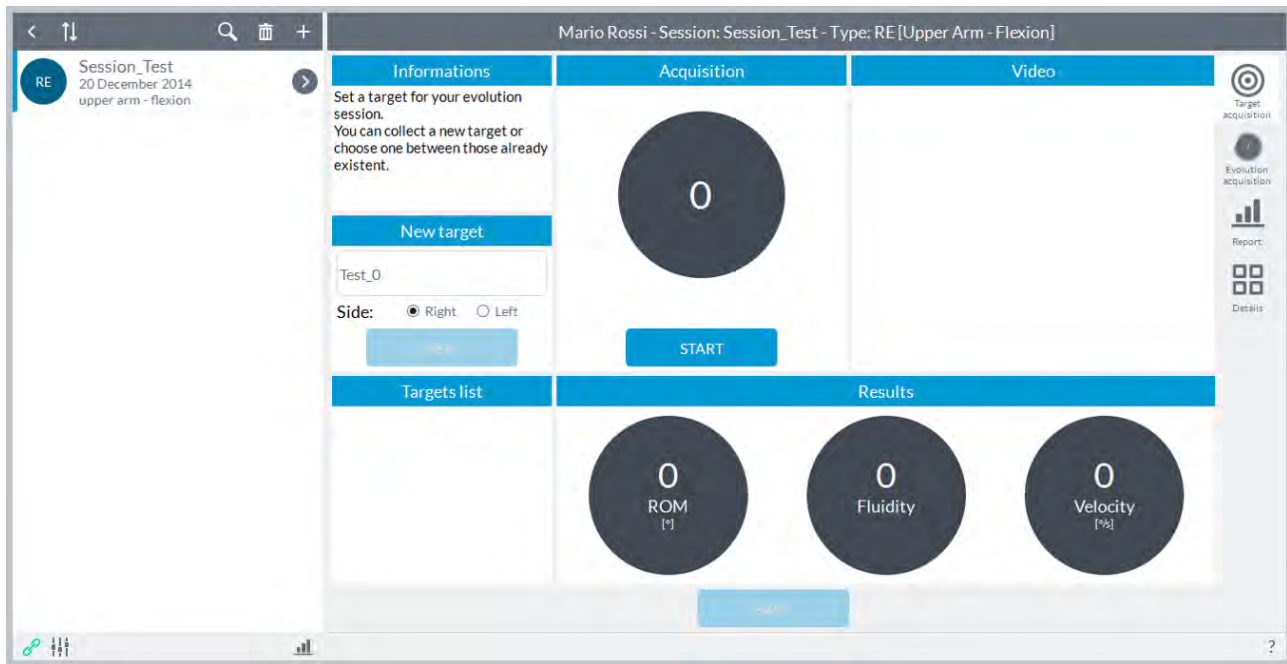 Mario Rossi - Session: Session_Test - Type: RE [Upper Arm - Flexion]
RE
Session_Test
20 December 2014
upper arm - flexion
Informations
Set a target for your evolution
session.
You can collect a new target or
choose one between those already
existent.
New target
Test_0
Side:
Right
Left
Targets list
Acquisition
0
START
Video
Results
0
ROM
[°]
0
Fluidity
0
Velocity
[°/s]
Target
acquisition
Evolution
acquisition
Report
Details
?